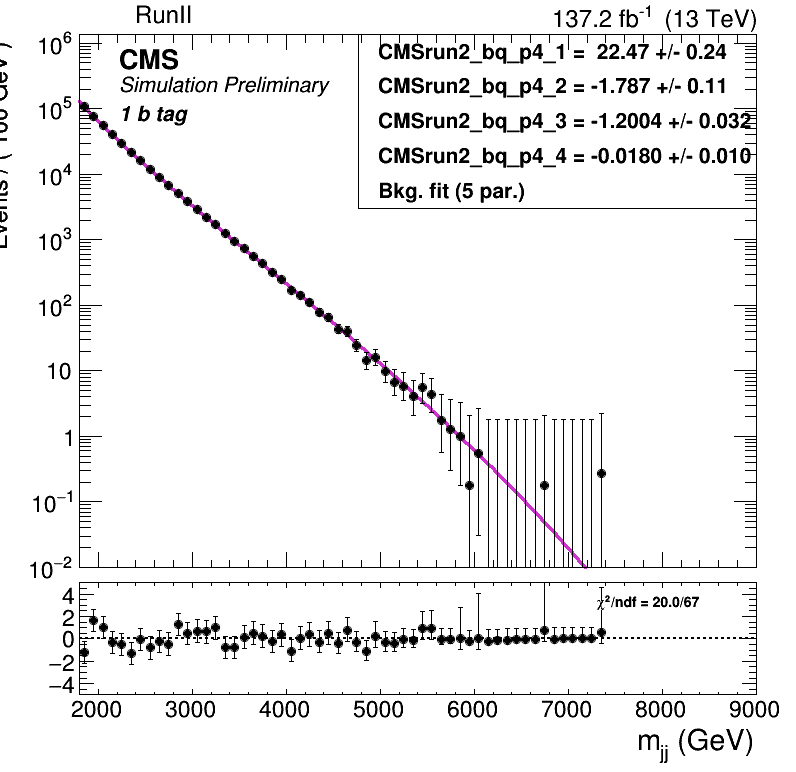 RunII
137.2 fb⁻¹ (13 TeV)
CMS
Simulation Preliminary
1 b tag
CMSrun2_bq_p4_1 = 22.47 +/- 0.24
CMSrun2_bq_p4_2 = -1.787 +/- 0.11
CMSrun2_bq_p4_3 = -1.2004 +/- 0.032
CMSrun2_bq_p4_4 = -0.0180 +/- 0.010
Bkg. fit (5 par.)
Events / ( 100 GeV )
10⁶
10⁵
10⁴
10³
10²
10
1
10⁻¹
10⁻²
χ²/ndf = 20.0/67
4
2
0
−2
−4
2000 3000 4000 5000 6000 7000 8000 9000
m_jj (GeV)